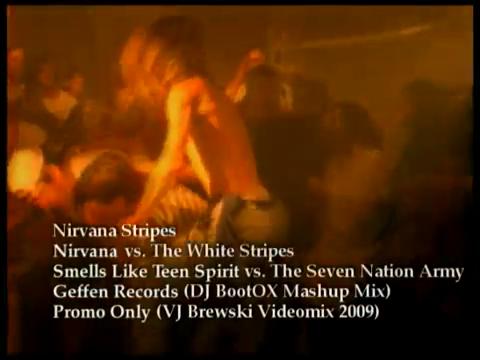 Nirvana Stripes
Nirvana vs. The White Stripes
Smells Like Teen Spirit vs. The Seven Nation Army
Geffen Records (DJ BootOX Mashup Mix)
Promo Only (VJ Brewski Videomix 2009)